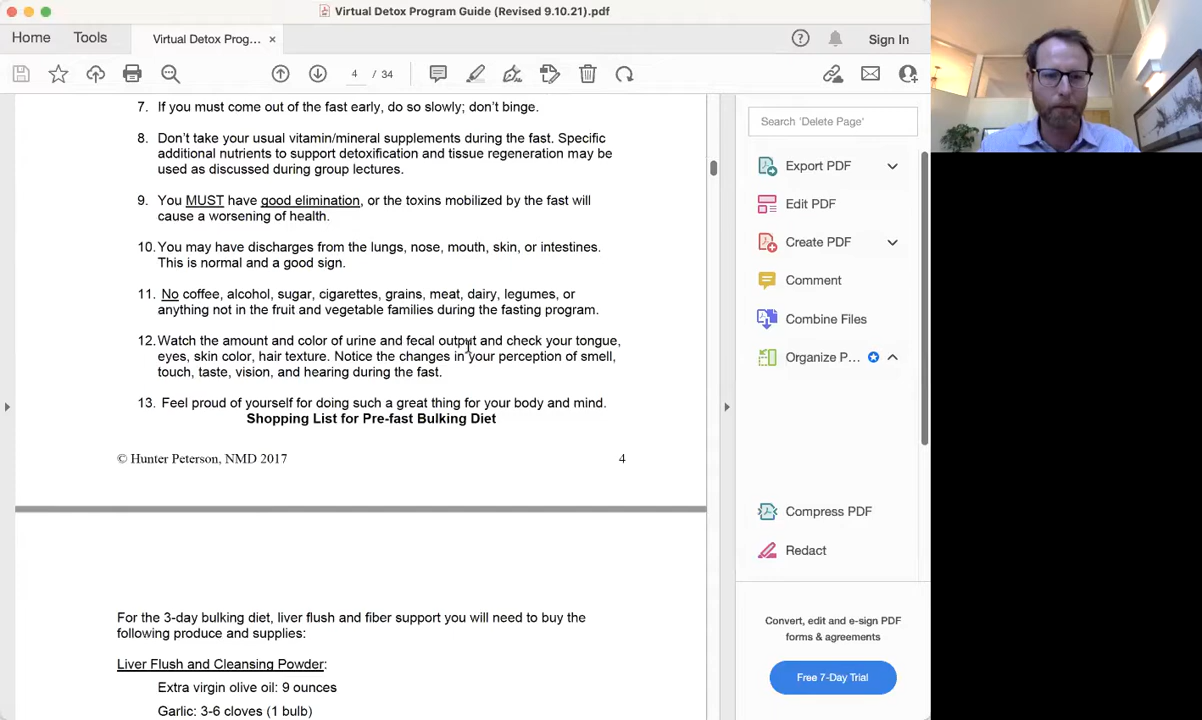 Virtual Detox Program Guide (Revised 9.10.21).pdf
Home Tools Virtual Detox Prog... × Sign In
4 / 34
7. If you must come out of the fast early, do so slowly; don’t binge.
8. Don’t take your usual vitamin/mineral supplements during the fast. Specific
additional nutrients to support detoxification and tissue regeneration may be
used as discussed during group lectures.
9. You MUST have good elimination, or the toxins mobilized by the fast will
cause a worsening of health.
10. You may have discharges from the lungs, nose, mouth, skin, or intestines.
This is normal and a good sign.
11. No coffee, alcohol, sugar, cigarettes, grains, meat, dairy, legumes, or
anything not in the fruit and vegetable families during the fasting program.
12. Watch the amount and color of urine and fecal output and check your tongue,
eyes, skin color, hair texture. Notice the changes in your perception of smell,
touch, taste, vision, and hearing during the fast.
13. Feel proud of yourself for doing such a great thing for your body and mind.
Shopping List for Pre-fast Bulking Diet
© Hunter Peterson, NMD 2017 4
For the 3-day bulking diet, liver flush and fiber support you will need to buy the
following produce and supplies:
Liver Flush and Cleansing Powder:
Extra virgin olive oil: 9 ounces
Garlic: 3-6 cloves (1 bulb)
Search 'Delete Page'
Export PDF
Edit PDF
Create PDF
Comment
Combine Files
Organize P...
Compress PDF
Redact
Convert, edit and e-sign PDF
forms & agreements
Free 7-Day Trial